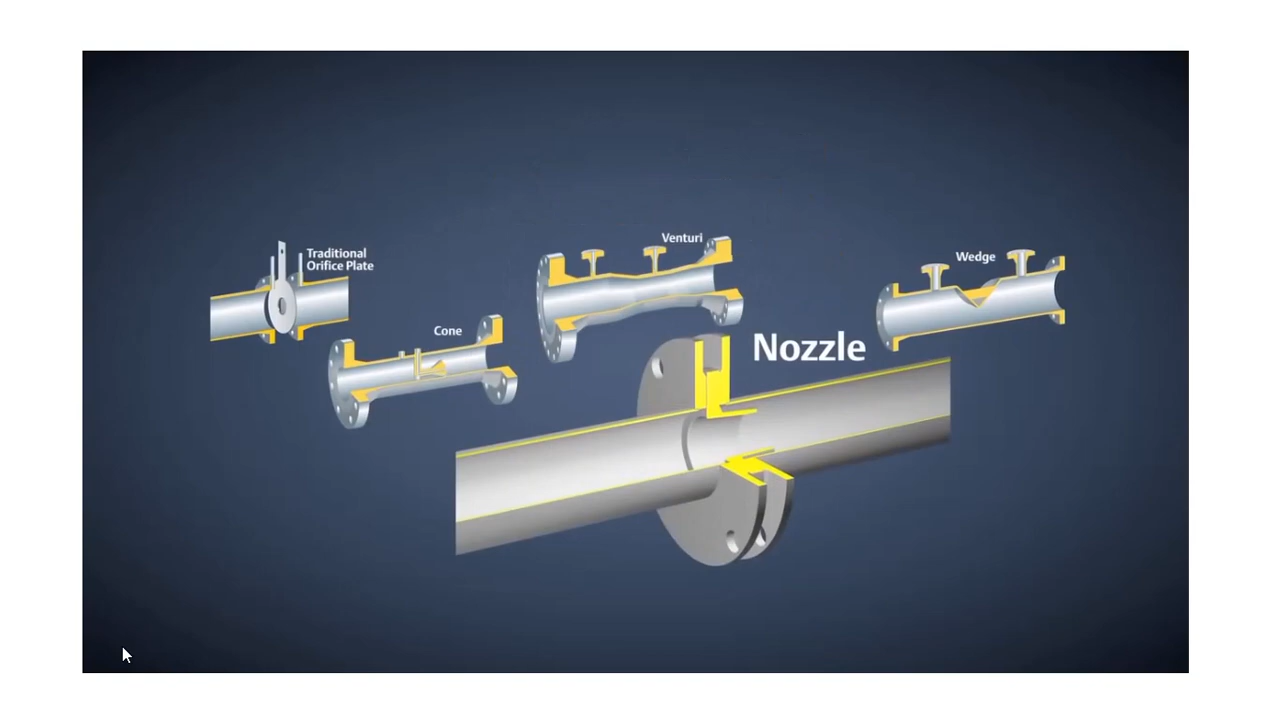 Traditional
Orifice Plate
Cone
Venturi
Nozzle
Wedge